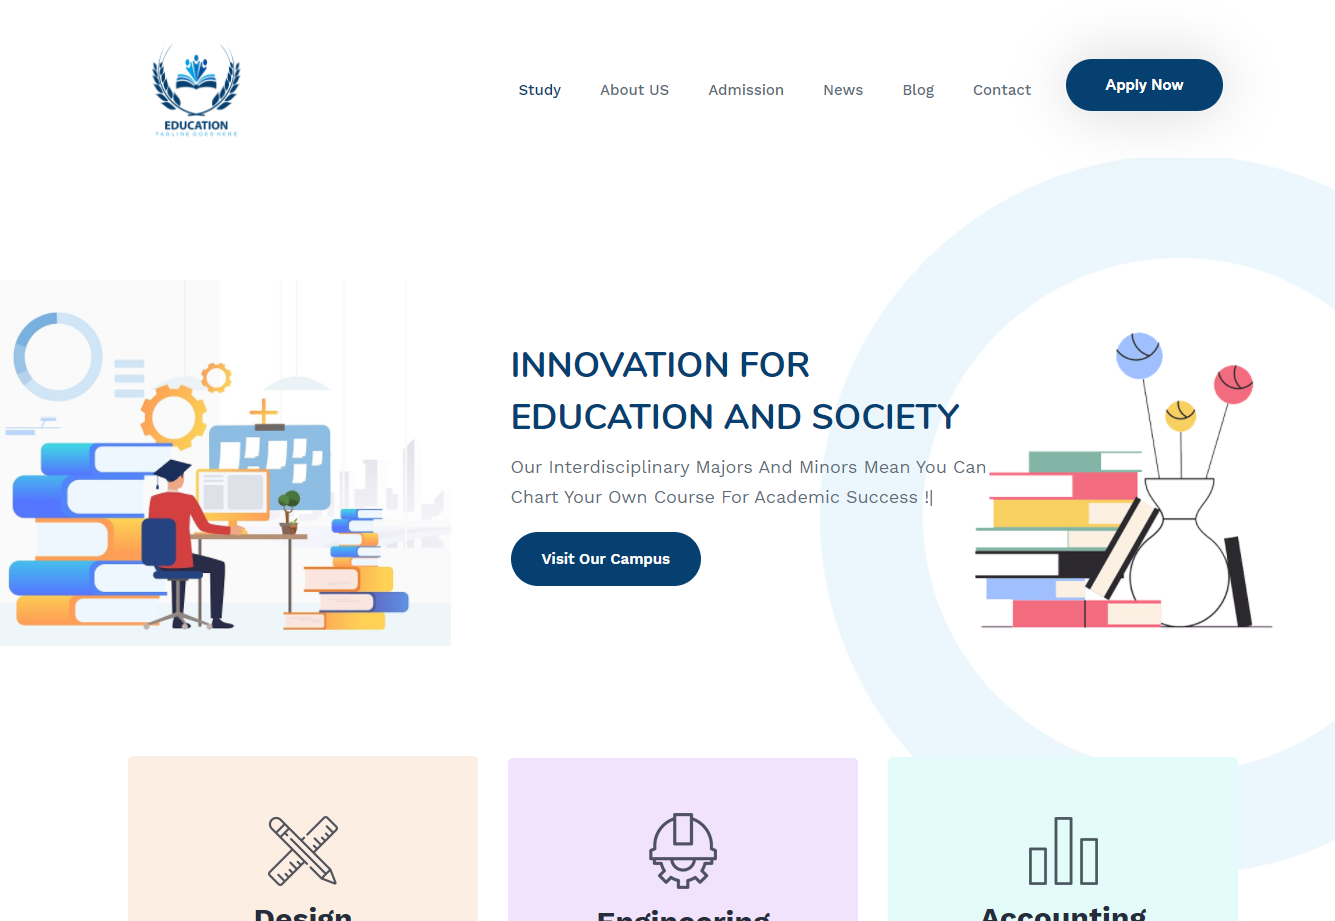 EDUCATION
TAGLINE GOES HERE
Study
About US
Admission
News
Blog
Contact
Apply Now
INNOVATION FOR
EDUCATION AND SOCIETY
Our Interdisciplinary Majors And Minors Mean You Can
Chart Your Own Course For Academic Success !|
Visit Our Campus
Design
Engineering
Accounting